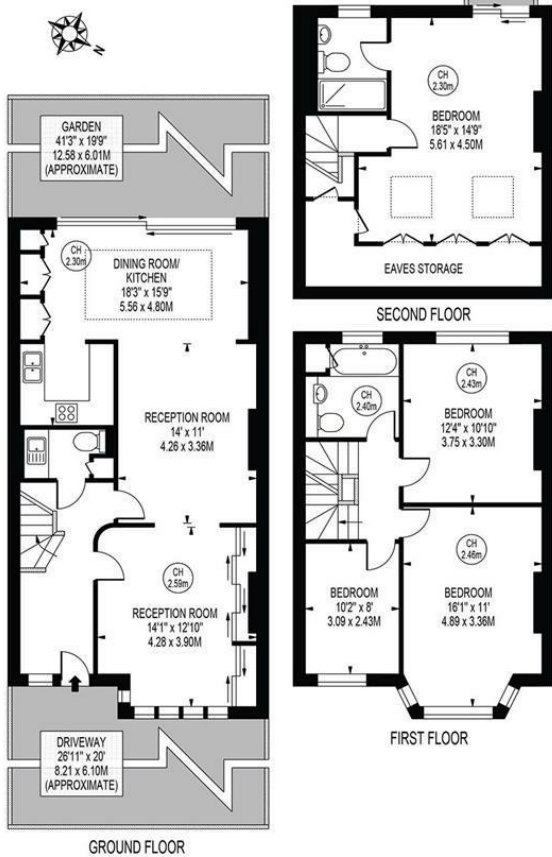 N
GARDEN
41'3" x 19'9"
12.58 x 6.01M
(APPROXIMATE)
CH
2.30m
DINING ROOM/
KITCHEN
18'3" x 15'9"
5.56 x 4.80M
RECEPTION ROOM
14' x 11'
4.26 x 3.36M
CH
2.59m
RECEPTION ROOM
14'1" x 12'10"
4.28 x 3.90M
DRIVEWAY
26'11" x 20'
8.21 x 6.10M
(APPROXIMATE)
GROUND FLOOR
CH
2.30m
BEDROOM
18'5" x 14'9"
5.61 x 4.50M
EAVES STORAGE
SECOND FLOOR
CH
2.40m
CH
2.43m
BEDROOM
12'4" x 10'10"
3.75 x 3.30M
CH
2.46m
BEDROOM
10'2" x 8'
3.09 x 2.43M
BEDROOM
16'1" x 11'
4.89 x 3.36M
FIRST FLOOR